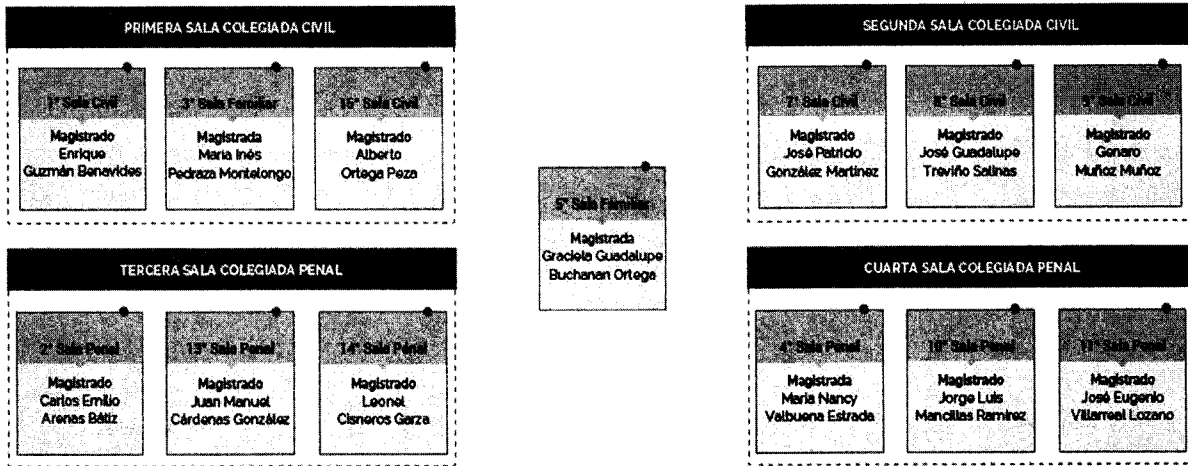 PRIMERA SALA COLEGIADA CIVIL
1° Sala Civil
Magistrado
Enrique
Guzmán Benavides
3° Sala Familiar
Magistrada
María Inés
Pedraza Montelongo
15° Sala Civil
Magistrado
Alberto
Ortega Peza
SEGUNDA SALA COLEGIADA CIVIL
7° Sala Civil
Magistrado
José Patricio
González Martínez
8° Sala Civil
Magistrado
José Guadalupe
Treviño Salinas
9° Sala Civil
Magistrado
Genaro
Muñoz Muñoz
5° Sala Familiar
Magistrada
Graciela Guadalupe
Buchanan Ortega
TERCERA SALA COLEGIADA PENAL
2° Sala Penal
Magistrado
Carlos Emilio
Arenas Bátiz
13° Sala Penal
Magistrado
Juan Manuel
Cárdenas González
14° Sala Penal
Magistrado
Leonel
Cisneros Garza
CUARTA SALA COLEGIADA PENAL
4° Sala Penal
Magistrada
María Nancy
Valbuena Estrada
10° Sala Penal
Magistrado
Jorge Luis
Mancillas Ramírez
11° Sala Penal
Magistrado
José Eugenio
Villarreal Lozano